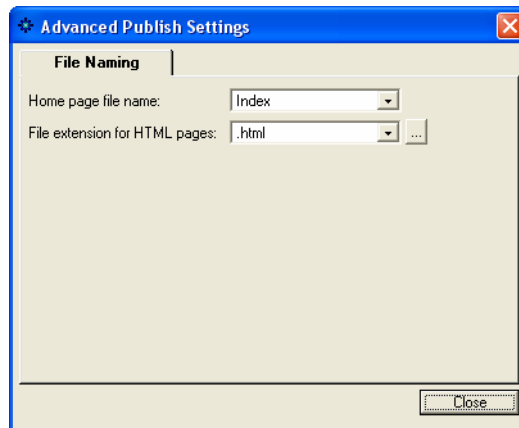 Advanced Publish Settings
File Naming
Home page file name: Index
File extension for HTML pages: .html ...
Close